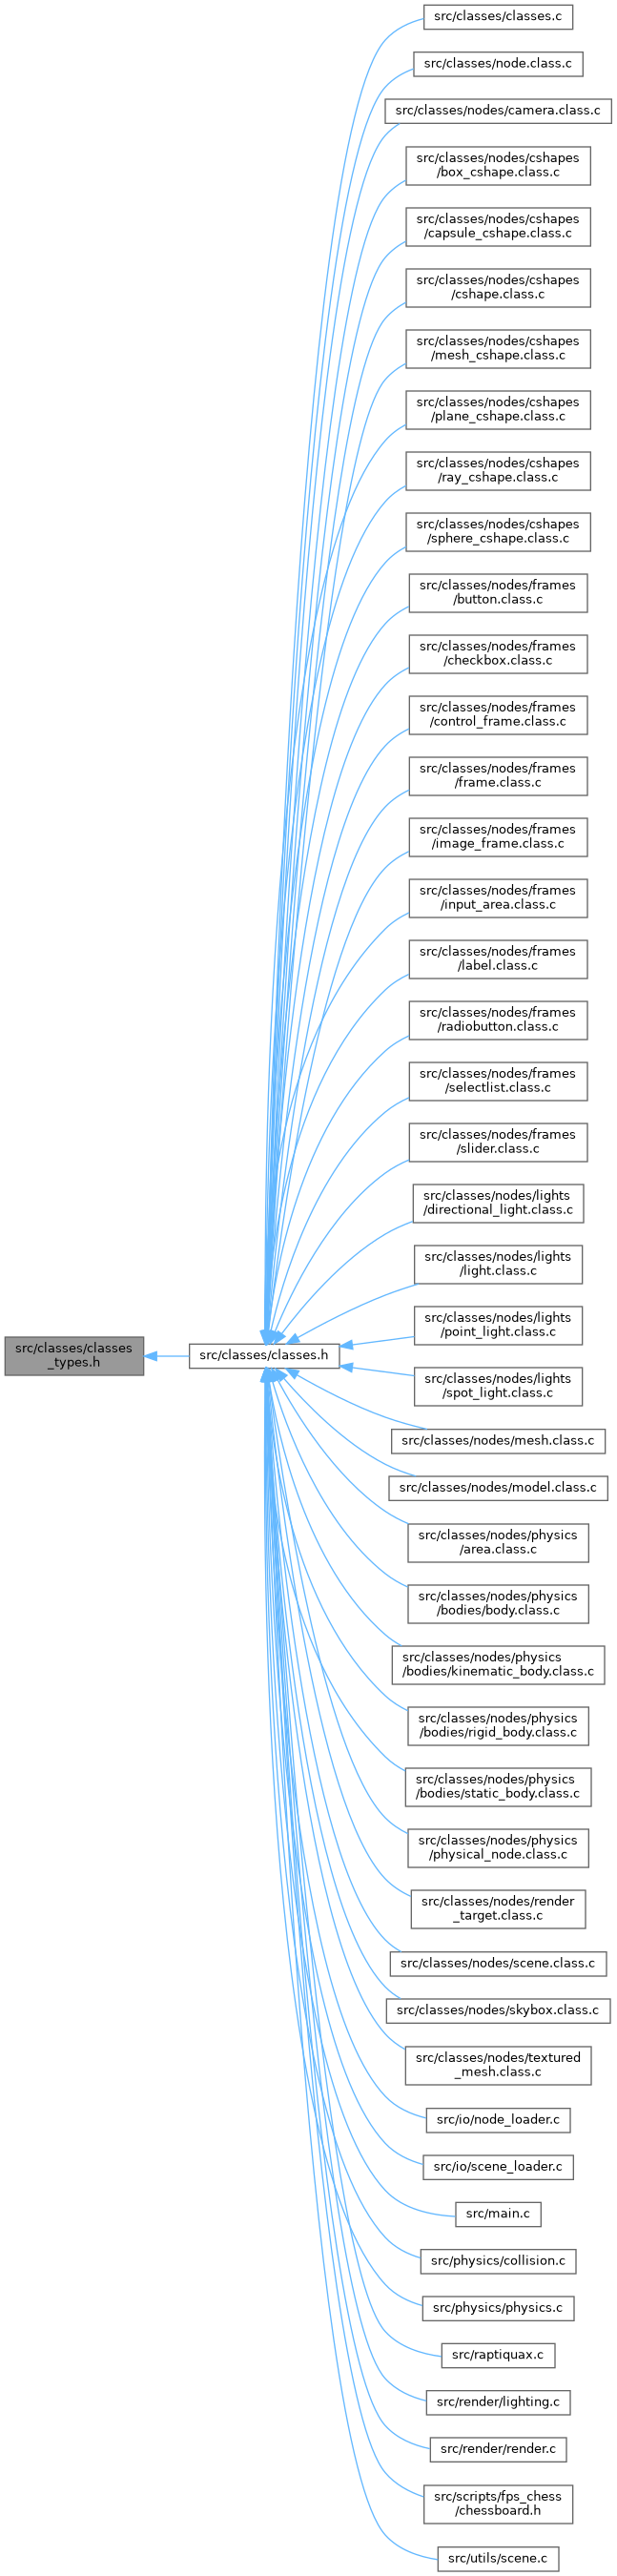 src/classes/classes.c
src/classes/node.class.c
src/classes/nodes/camera.class.c
src/classes/nodes/cshapes
/box_cshape.class.c
src/classes/nodes/cshapes
/capsule_cshape.class.c
src/classes/nodes/cshapes
/cshape.class.c
src/classes/nodes/cshapes
/mesh_cshape.class.c
src/classes/nodes/cshapes
/plane_cshape.class.c
src/classes/nodes/cshapes
/ray_cshape.class.c
src/classes/nodes/cshapes
/sphere_cshape.class.c
src/classes/nodes/frames
/button.class.c
src/classes/nodes/frames
/checkbox.class.c
src/classes/nodes/frames
/control_frame.class.c
src/classes/nodes/frames
/frame.class.c
src/classes/nodes/frames
/image_frame.class.c
src/classes/nodes/frames
/input_area.class.c
src/classes/nodes/frames
/label.class.c
src/classes/nodes/frames
/radiobutton.class.c
src/classes/nodes/frames
/selectlist.class.c
src/classes/nodes/frames
/slider.class.c
src/classes/nodes/lights
/directional_light.class.c
src/classes/nodes/lights
/light.class.c
src/classes/nodes/lights
/point_light.class.c
src/classes/classes
_types.h
src/classes/classes.h
src/classes/nodes/lights
/spot_light.class.c
src/classes/nodes/mesh.class.c
src/classes/nodes/model.class.c
src/classes/nodes/physics
/area.class.c
src/classes/nodes/physics
/bodies/body.class.c
src/classes/nodes/physics
/bodies/kinematic_body.class.c
src/classes/nodes/physics
/bodies/rigid_body.class.c
src/classes/nodes/physics
/bodies/static_body.class.c
src/classes/nodes/physics
/physical_node.class.c
src/classes/nodes/render
_target.class.c
src/classes/nodes/scene.class.c
src/classes/nodes/skybox.class.c
src/classes/nodes/textured
_mesh.class.c
src/io/node_loader.c
src/io/scene_loader.c
src/main.c
src/physics/collision.c
src/physics/physics.c
src/raptiquax.c
src/render/lighting.c
src/render/render.c
src/scripts/fps_chess
/chessboard.h
src/utils/scene.c